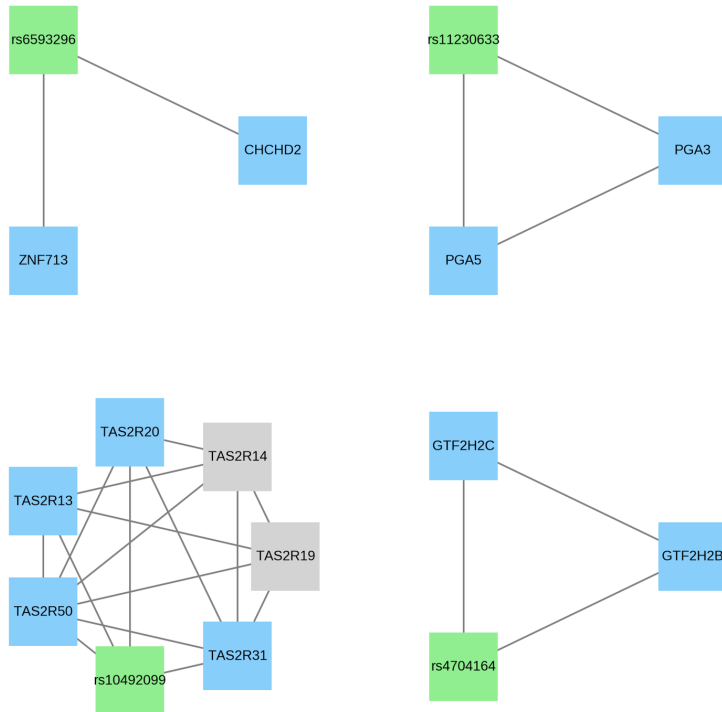 rs6593296
rs11230633
CHCHD2
PGA3
ZNF713
PGA5
TAS2R20
TAS2R14
GTF2H2C
TAS2R13
TAS2R19
GTF2H2B
TAS2R50
TAS2R31
rs10492099
rs4704164